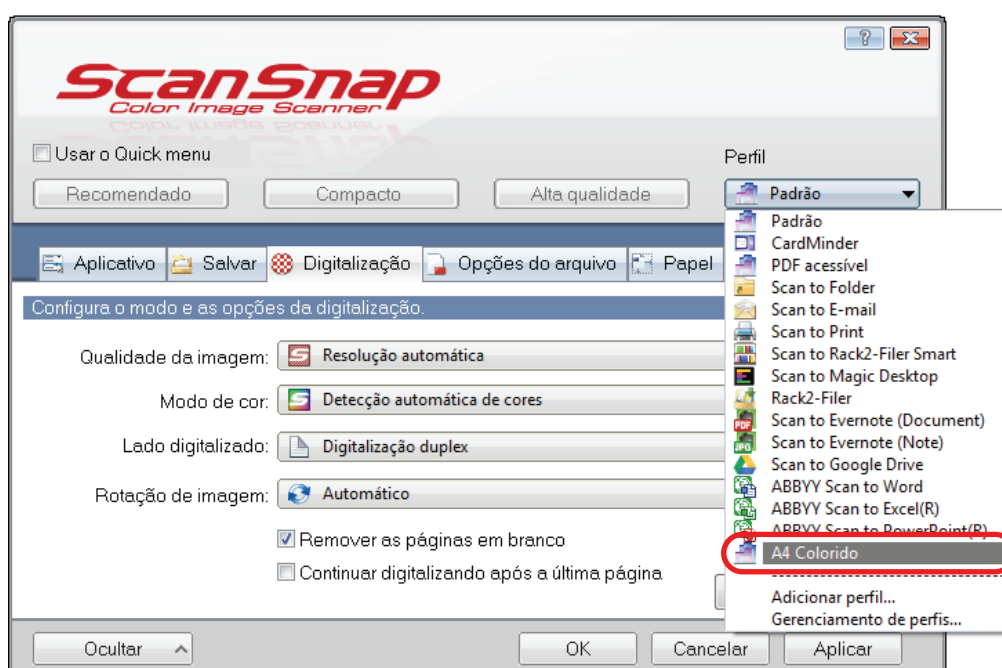 ScanSnap
Color Image Scanner
Usar o Quick menu
Perfil
Recomendado
Compacto
Alta qualidade
Padrão
Aplicativo
Salvar
Digitalização
Opções do arquivo
Papel
Configura o modo e as opções da digitalização.
Qualidade da imagem:
Resolução automática
Modo de cor:
Detecção automática de cores
Lado digitalizado:
Digitalização duplex
Rotação de imagem:
Automático
Remover as páginas em branco
Continuar digitalizando após a última página
Padrão
CardMinder
PDF acessível
Scan to Folder
Scan to E-mail
Scan to Print
Scan to Rack2-Filer Smart
Scan to Magic Desktop
Rack2-Filer
Scan to Evernote (Document)
Scan to Evernote (Note)
Scan to Google Drive
ABBYY Scan to Word
ABBYY Scan to Excel(R)
ABBYY Scan to PowerPoint(R)
A4 Colorido
Adicionar perfil...
Gerenciamento de perfis...
Ocultar
OK
Cancelar
Aplicar